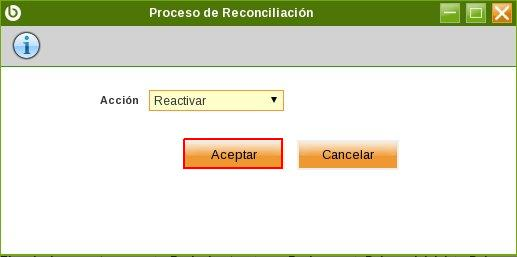 Proceso de Reconciliación
Acción Reactivar
Aceptar Cancelar